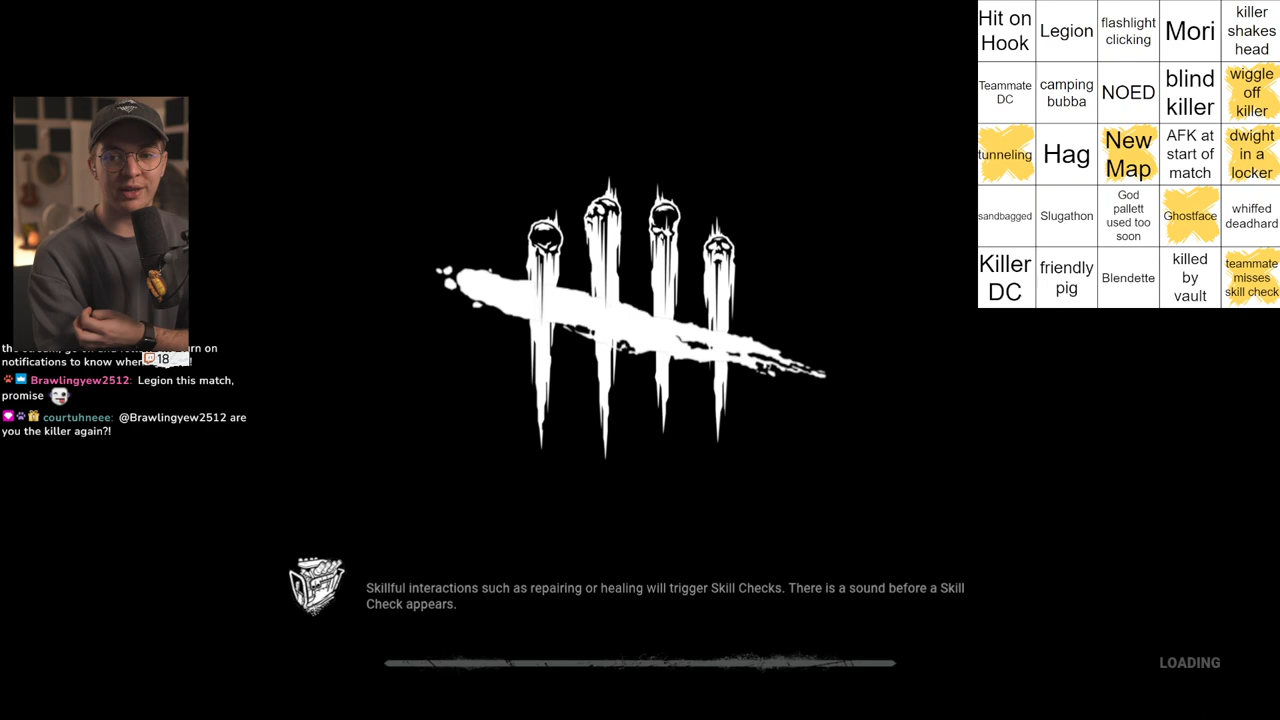 Hit on
Hook
Legion
flashlight
clicking
Mori
killer
shakes
head
Teammate
DC
camping
bubba
NOED
blind
killer
wiggle
off
killer
tunneling
Hag
New
Map
AFK at
start of
match
dwight
in a
locker
sandbagged
Slugathon
God
pallett
used too
soon
Ghostface
whiffed
deadhard
Killer
DC
friendly
pig
Blendette
killed
by
vault
teammate
misses
skill check
notifications to know when
18
Brawlingyew2512: Legion this match,
promise
courtuhneee: @Brawlingyew2512 are
you the killer again?!
Skillful interactions such as repairing or healing will trigger Skill Checks. There is a sound before a Skill
Check appears.
LOADING